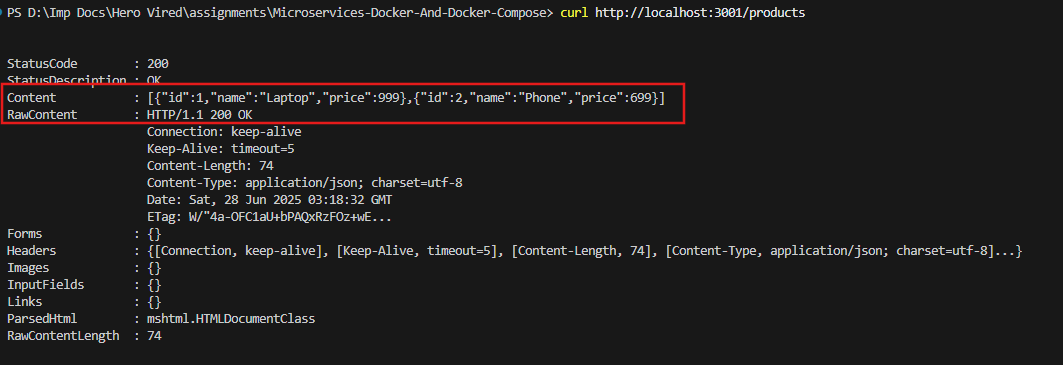 PS D:\Imp Docs\Hero Vired\assignments\Microservices-Docker-And-Docker-Compose> curl http://localhost:3001/products
StatusCode        : 200
StatusDescription : OK
Content           : [{"id":1,"name":"Laptop","price":999},{"id":2,"name":"Phone","price":699}]
RawContent        : HTTP/1.1 200 OK
                    Connection: keep-alive
                    Keep-Alive: timeout=5
                    Content-Length: 74
                    Content-Type: application/json; charset=utf-8
                    Date: Sat, 28 Jun 2025 03:18:32 GMT
                    ETag: W/"4a-OFC1aU+bPAQxRzFOz+wE...
Forms             : {}
Headers           : {[Connection, keep-alive], [Keep-Alive, timeout=5], [Content-Length, 74], [Content-Type, application/json; charset=utf-8]...}
Images            : {}
InputFields       : {}
Links             : {}
ParsedHtml        : mshtml.HTMLDocumentClass
RawContentLength  : 74